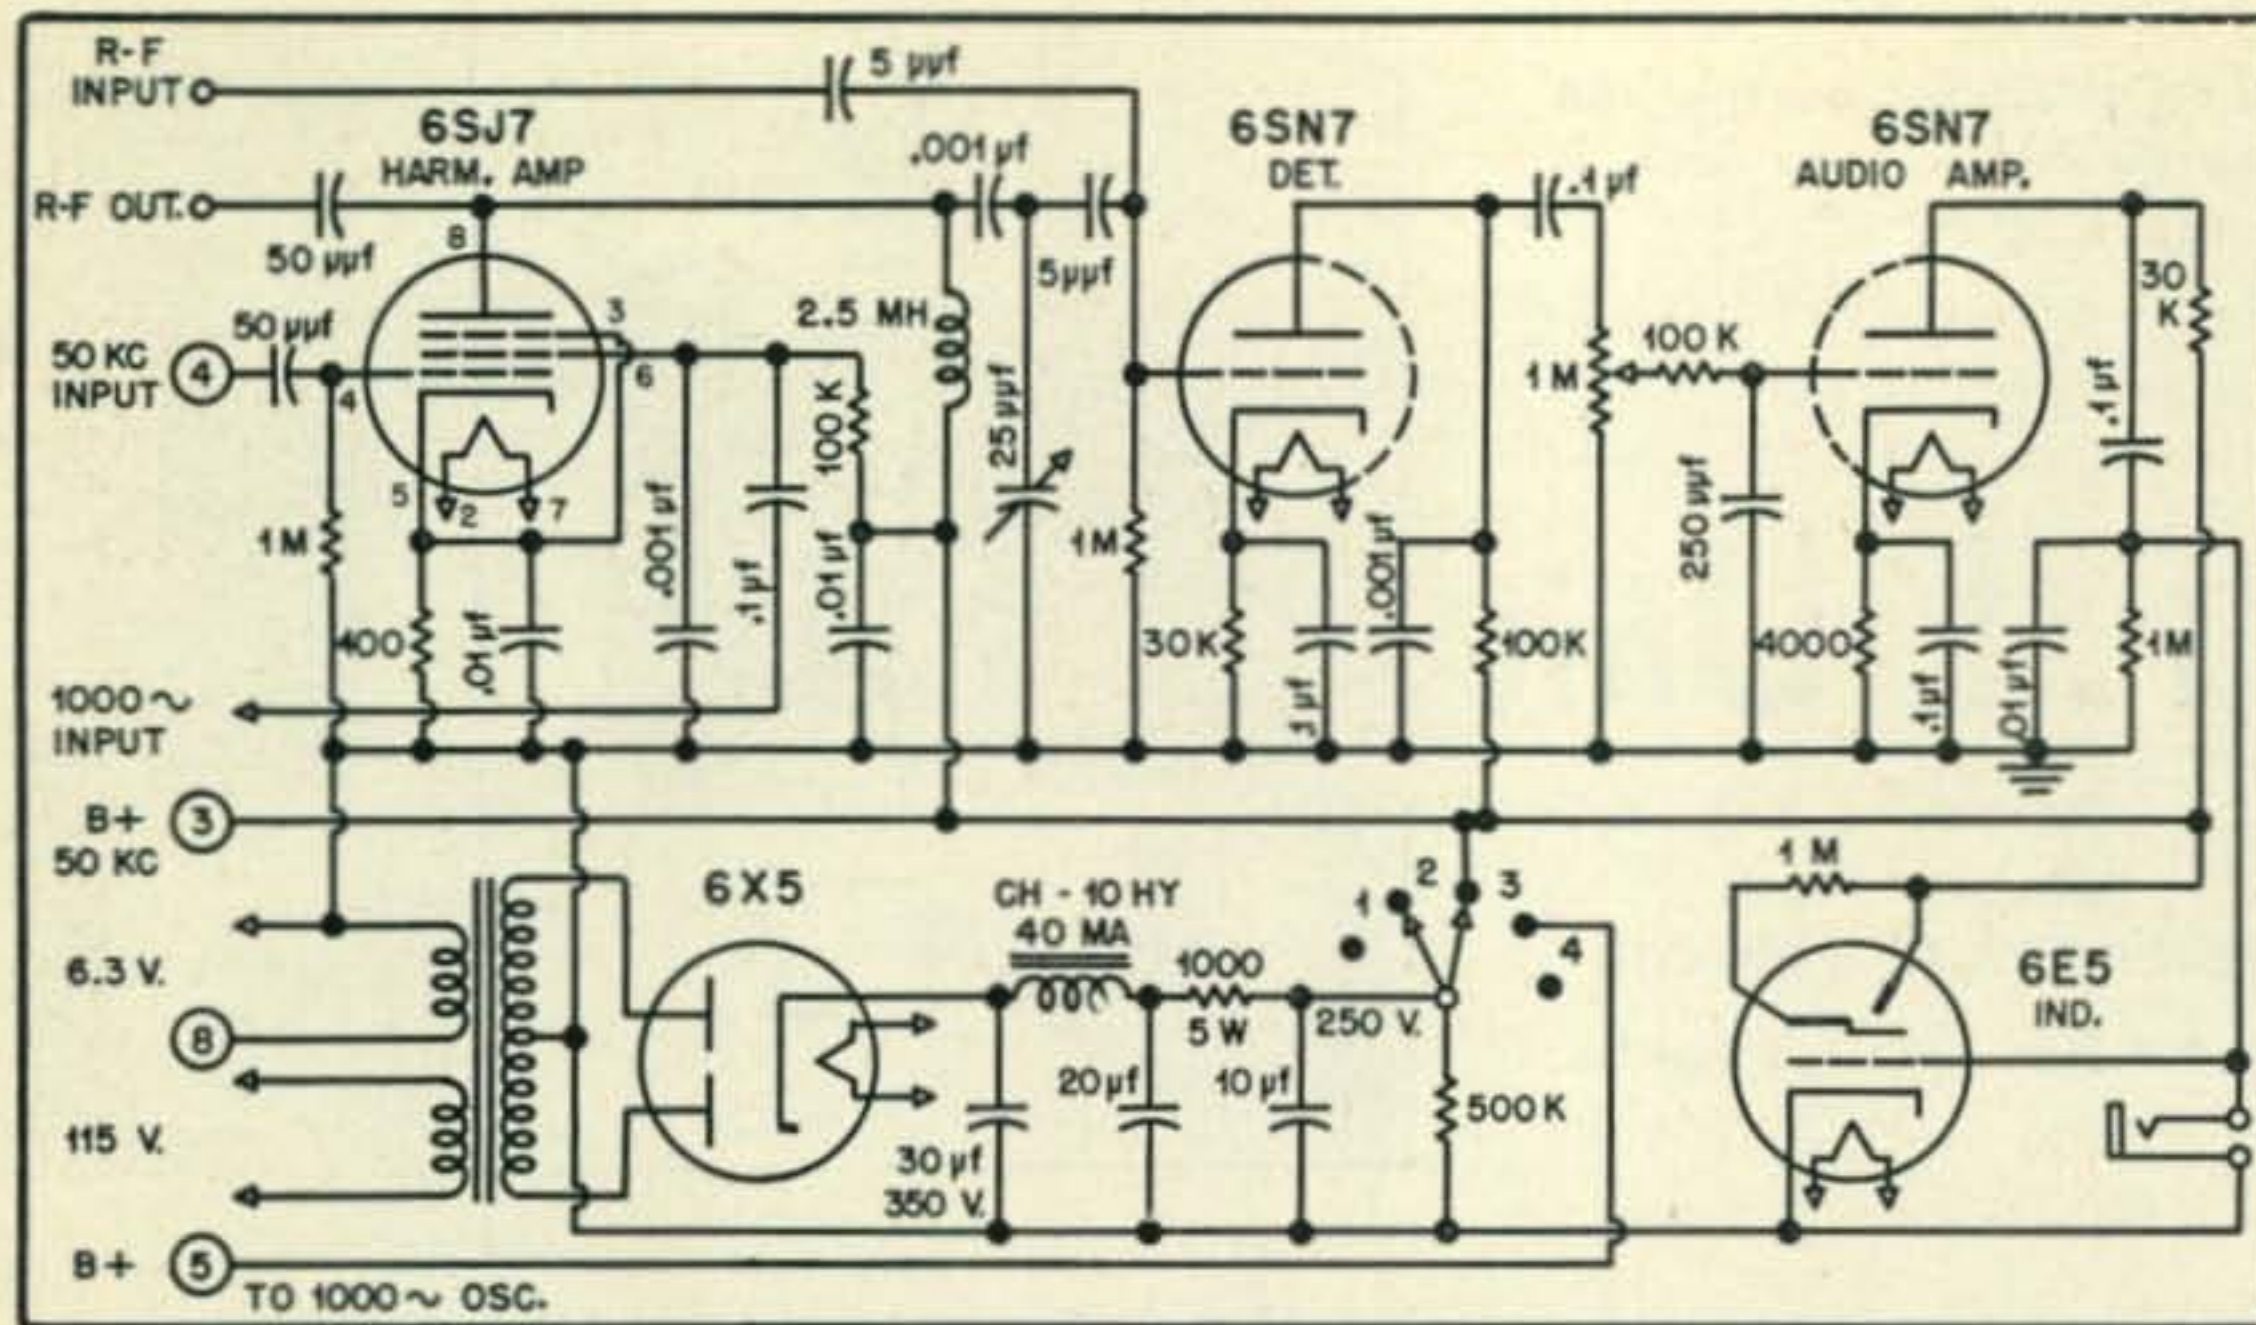 R-F
INPUT
5 μμf
6SJ7
HARM. AMP
.001 μf
6SN7
DET.
6SN7
AUDIO AMP.
R-F OUT.
50 μμf
8
5μμf
.1 μf
30
K
50 KC
INPUT
4
50 μμf
4
3
6
2.5 MH
100 K
25 μμf
1 M
100 K
.1 μf
5
2
7
1 M
400
.01 μf
.001 μf
.1 μf
.01 μf
1 M
30 K
.1 μf
.001 μf
100 K
250 μμf
4000
.1 μf
.01 μf
1 M
1000 ~
INPUT
B+
3
50 KC
6.3 V.
8
115 V.
6X5
CH - 10 HY
40 MA
1000
5 W
250 V.
1
2
3
4
1 M
6E5
IND.
30 μf
350 V.
20 μf
10 μf
500 K
B+
5
TO 1000 ~ OSC.